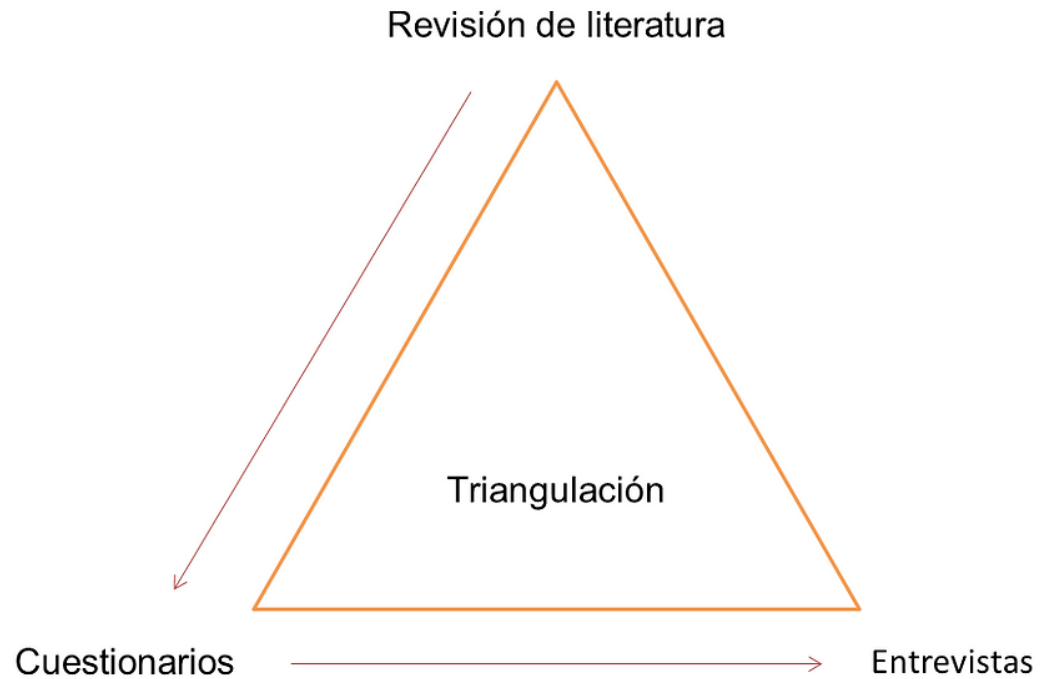 Revisión de literatura
Triangulación
Cuestionarios
Entrevistas